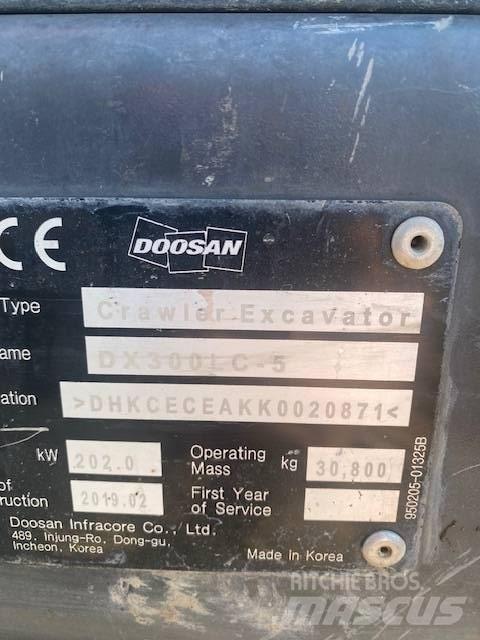 CE
DOOSAN
Type Crawler Excavator
ame DX300LC-5
ation >DHKCECEAKK0020871<
kW 202.0 Operating Mass kg 30,800
of
ruction 2019.02 First Year of Service
Doosan Infracore Co., Ltd.
489, Injung-Ro, Dong-gu,
Incheon, Korea
Made in Korea
950205-01325B
RITCHIE BROS.
MASCUS